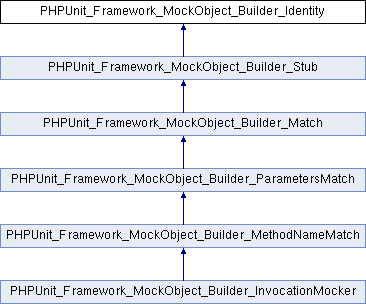 PHPUnit_Framework_MockObject_Builder_Identity
PHPUnit_Framework_MockObject_Builder_Stub
PHPUnit_Framework_MockObject_Builder_Match
PHPUnit_Framework_MockObject_Builder_ParametersMatch
PHPUnit_Framework_MockObject_Builder_MethodNameMatch
PHPUnit_Framework_MockObject_Builder_InvocationMocker